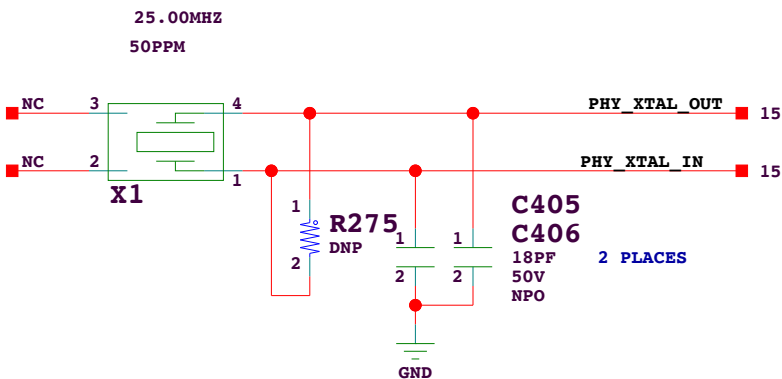 25.00MHZ
50PPM
NC 3 4 PHY_XTAL_OUT 15
NC 2 1 PHY_XTAL_IN 15
X1
1 R275 C405
DNP 1 1 C406
2 18PF 2 PLACES
2 2 50V
NPO
GND